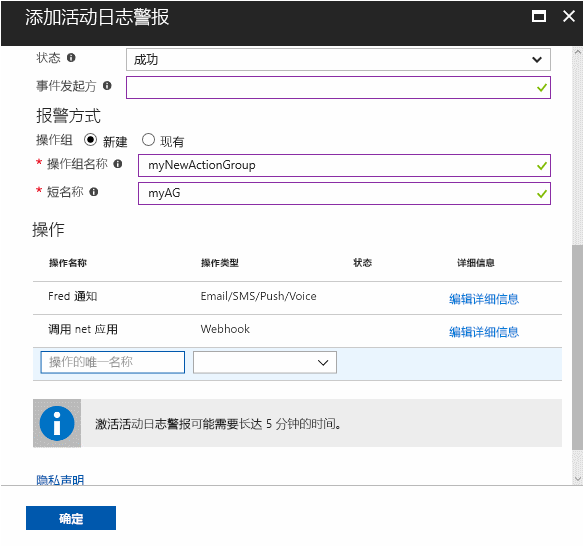 添加活动日志警报
状态 成功
事件发起方
报警方式
操作组 新建 现有
* 操作组名称 myNewActionGroup
* 短名称 myAG
操作
操作名称 操作类型 状态 详细信息
Fred 通知 Email/SMS/Push/Voice 编辑详细信息
调用 net 应用 Webhook 编辑详细信息
操作的唯一名称
激活活动日志警报可能需要长达 5 分钟的时间。
隐私声明
确定